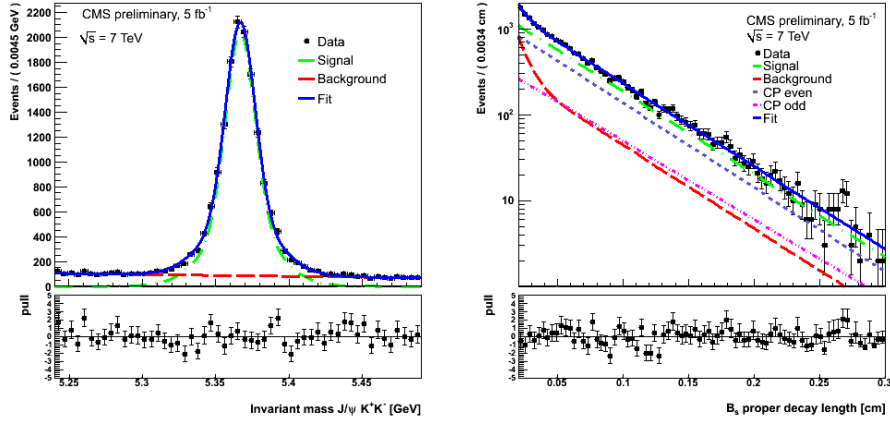 CMS preliminary, 5 fb⁻¹
√s = 7 TeV
Data
Signal
Background
Fit
Events / ( 0.0045 GeV )
2200
2000
1800
1600
1400
1200
1000
800
600
400
200
0
pull
5
4
3
2
1
0
-1
-2
-3
-4
-5
5.25 5.3 5.35 5.4 5.45
Invariant mass J/ψ K⁺K⁻ [GeV]
CMS preliminary, 5 fb⁻¹
√s = 7 TeV
Data
Signal
Background
CP even
CP odd
Fit
Events / ( 0.0034 cm )
10³
10²
10
pull
5
4
3
2
1
0
-1
-2
-3
-4
-5
0.05 0.1 0.15 0.2 0.25 0.3
Bₛ proper decay length [cm]